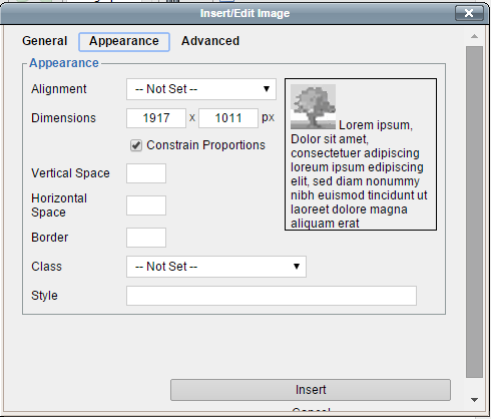 Insert/Edit Image
General Appearance Advanced
Appearance
Alignment -- Not Set --
Dimensions 1917 x 1011 px
Constrain Proportions
Vertical Space
Horizontal
Space
Border
Class -- Not Set --
Style
Lorem ipsum,
Dolor sit amet,
consectetuer adipiscing
loreum ipsum edipiscing
elit, sed diam nonummy
nibh euismod tincidunt ut
laoreet dolore magna
aliquam erat
Insert
Cancel